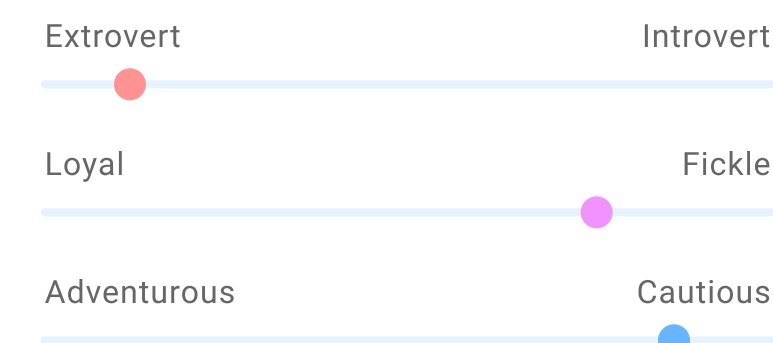 Extrovert Introvert
Loyal Fickle
Adventurous Cautious